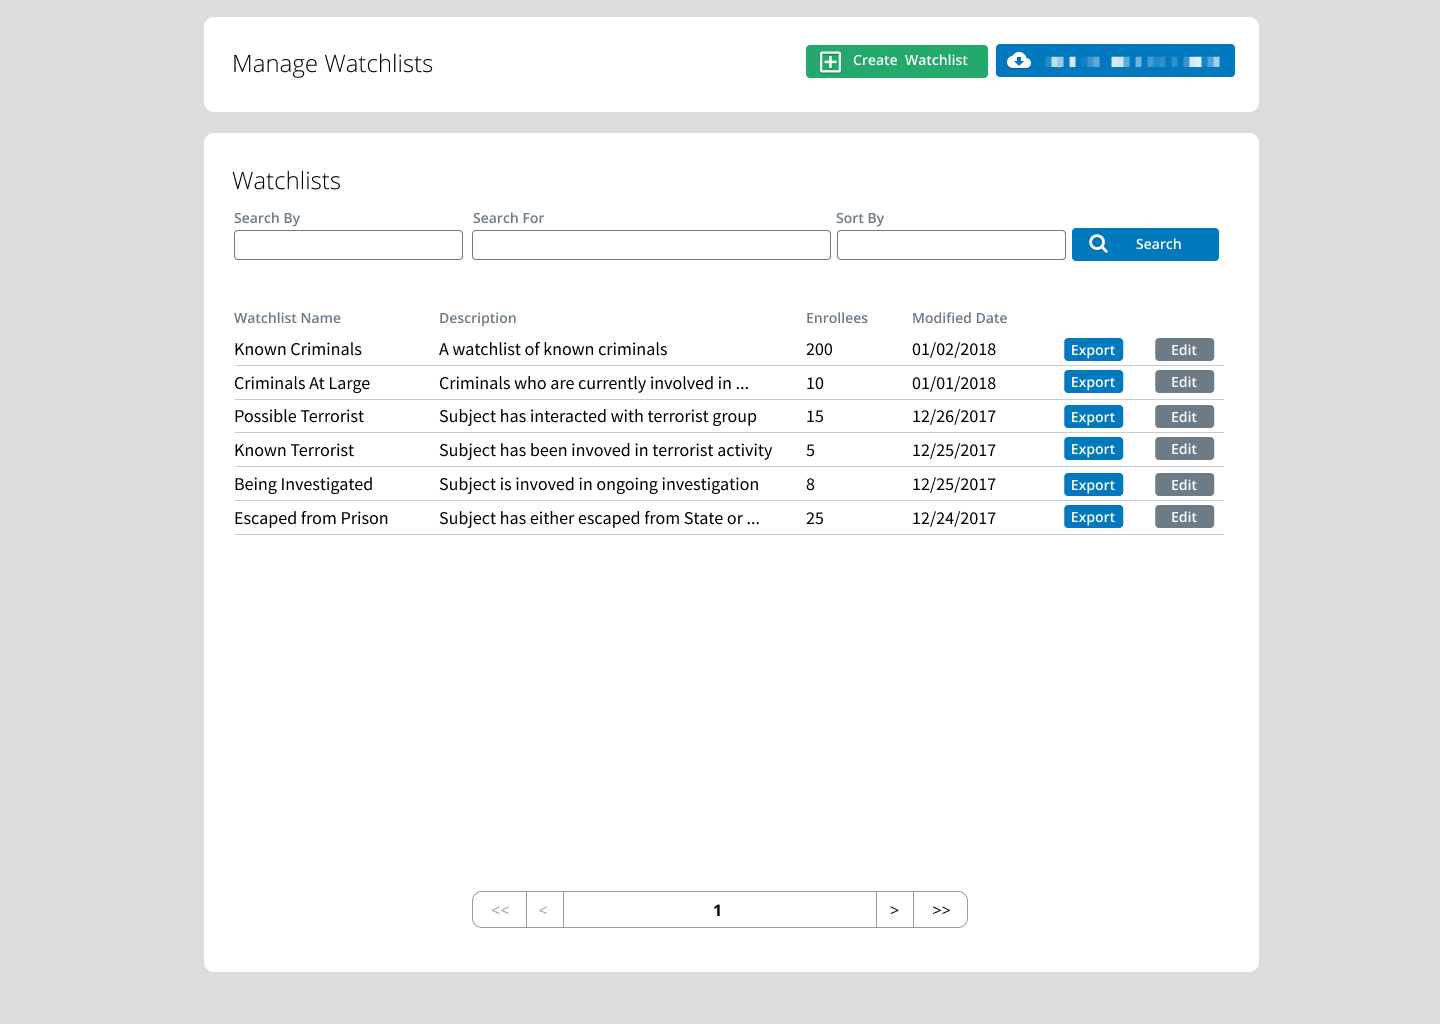 Manage Watchlists
Create Watchlist
Watchlists
Search By Search For Sort By
Search
Watchlist Name Description Enrollees Modified Date
Known Criminals A watchlist of known criminals 200 01/02/2018 Export Edit
Criminals At Large Criminals who are currently involved in ... 10 01/01/2018 Export Edit
Possible Terrorist Subject has interacted with terrorist group 15 12/26/2017 Export Edit
Known Terrorist Subject has been invoved in terrorist activity 5 12/25/2017 Export Edit
Being Investigated Subject is invoved in ongoing investigation 8 12/25/2017 Export Edit
Escaped from Prison Subject has either escaped from State or ... 25 12/24/2017 Export Edit
<< < 1 > >>